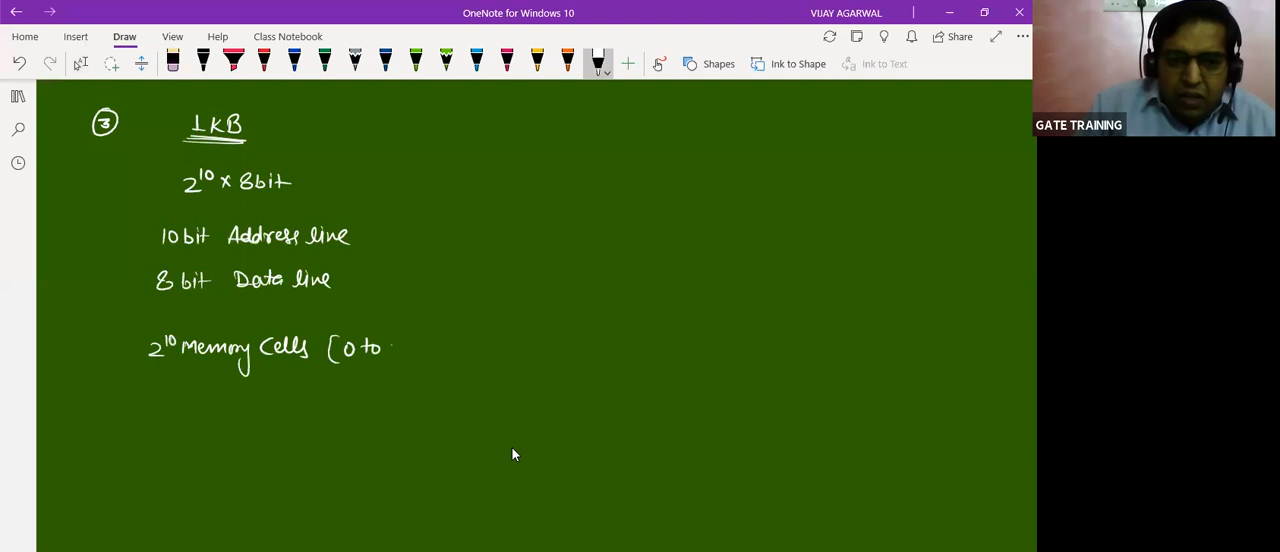 OneNote for Windows 10
VIJAY AGARWAL
Home Insert Draw View Help Class Notebook
Share
Shapes Ink to Shape Ink to Text
GATE TRAINING
3 1KB
2^10 × 8bit
10 bit Address line
8 bit Data line
2^10 Memory Cells [0 to